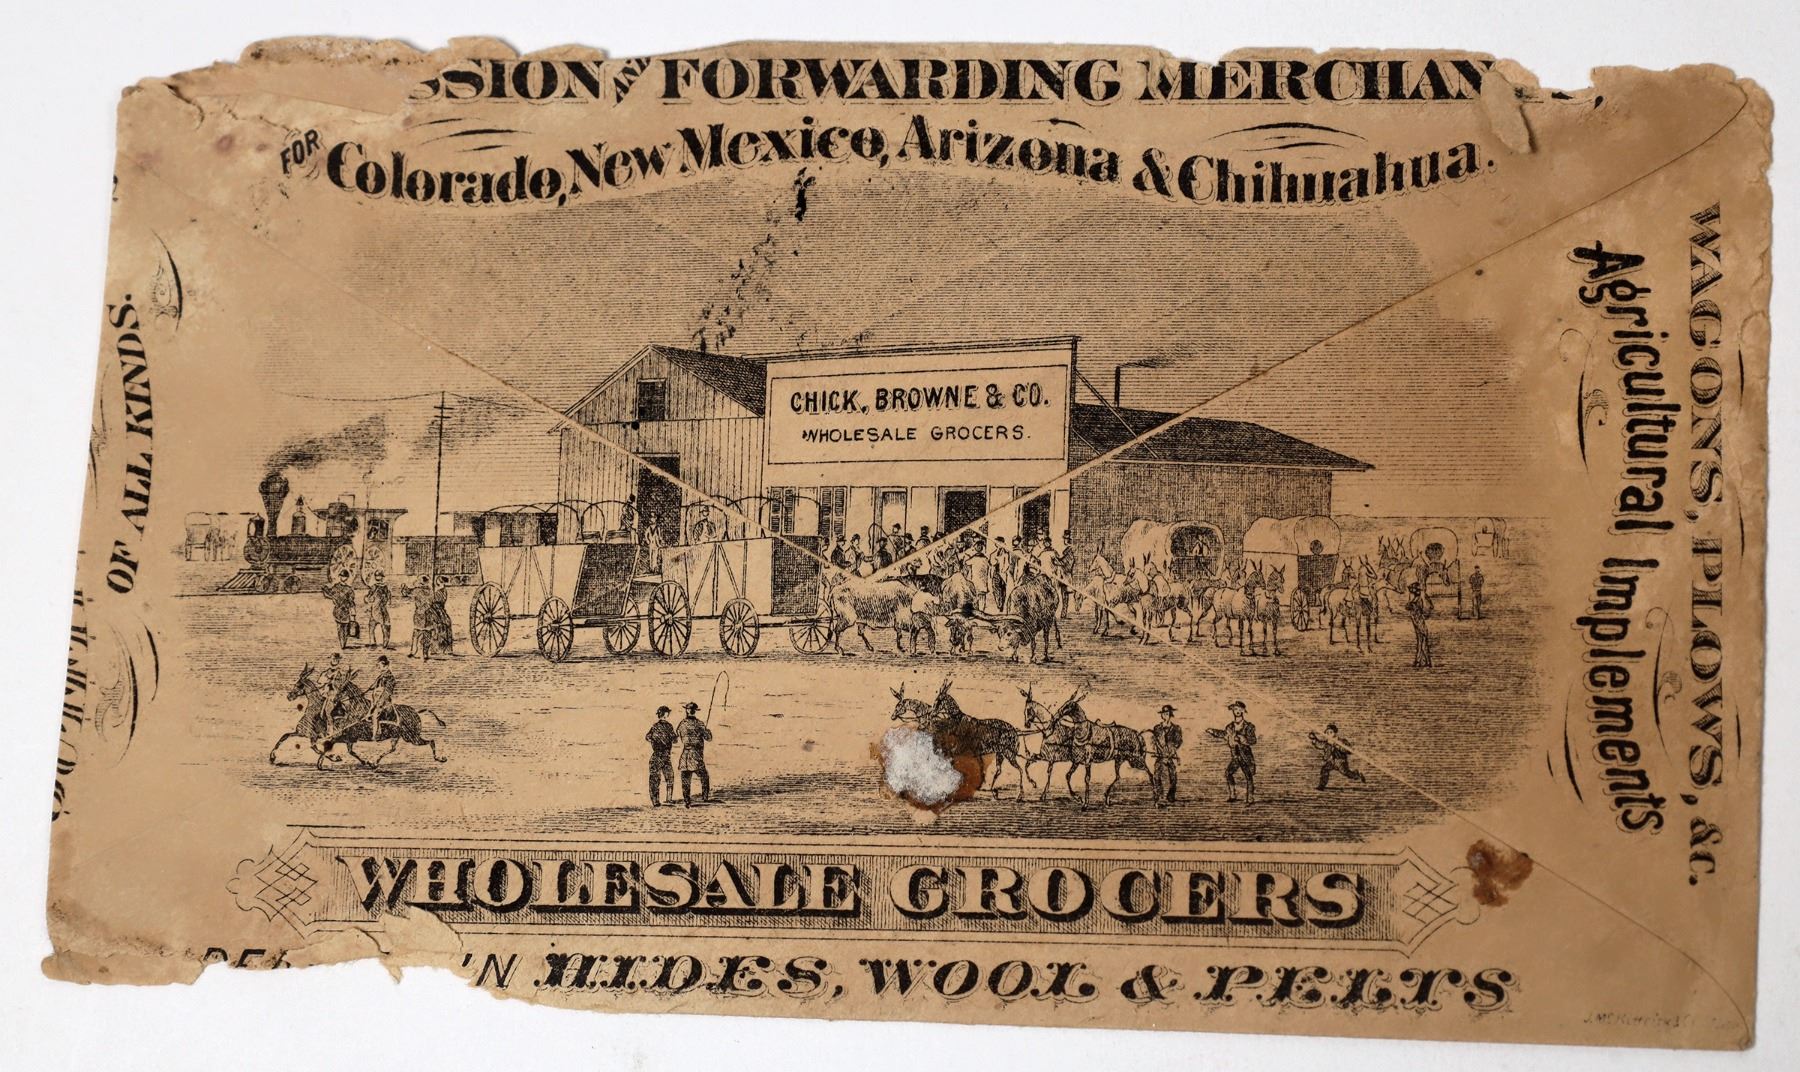 SSION AND FORWARDING MERCHAN
FOR Colorado, New Mexico, Arizona & Chihuahua.
OF ALL KINDS.
CHICK, BROWNE & CO.
WHOLESALE GROCERS.
WAGONS, PLOWS, &c.
Agricultural Implements
WHOLESALE GROCERS
HIDES, WOOL & PELTS